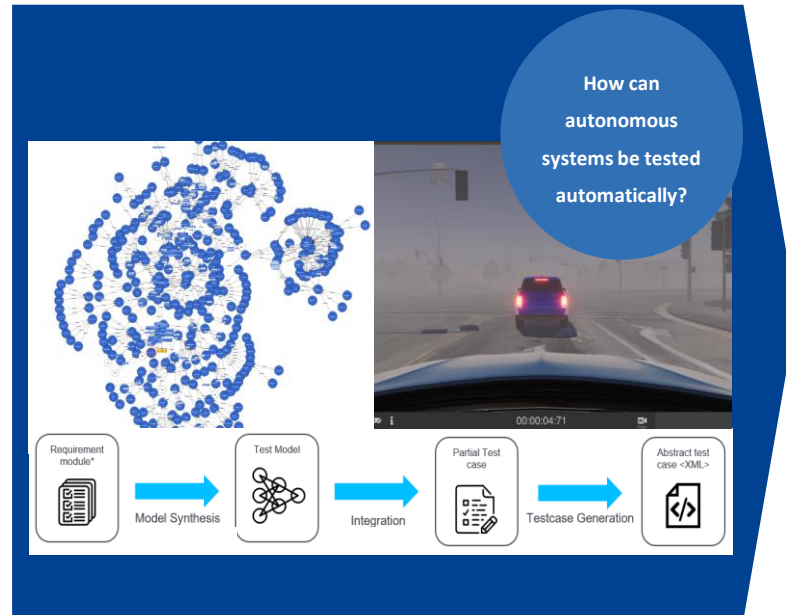 How can
autonomous
systems be tested
automatically?
00:00:04:71
Requirement
module*
Model Synthesis
Test Model
Integration
Partial Test
case
Testcase Generation
Abstract test
case <XML>